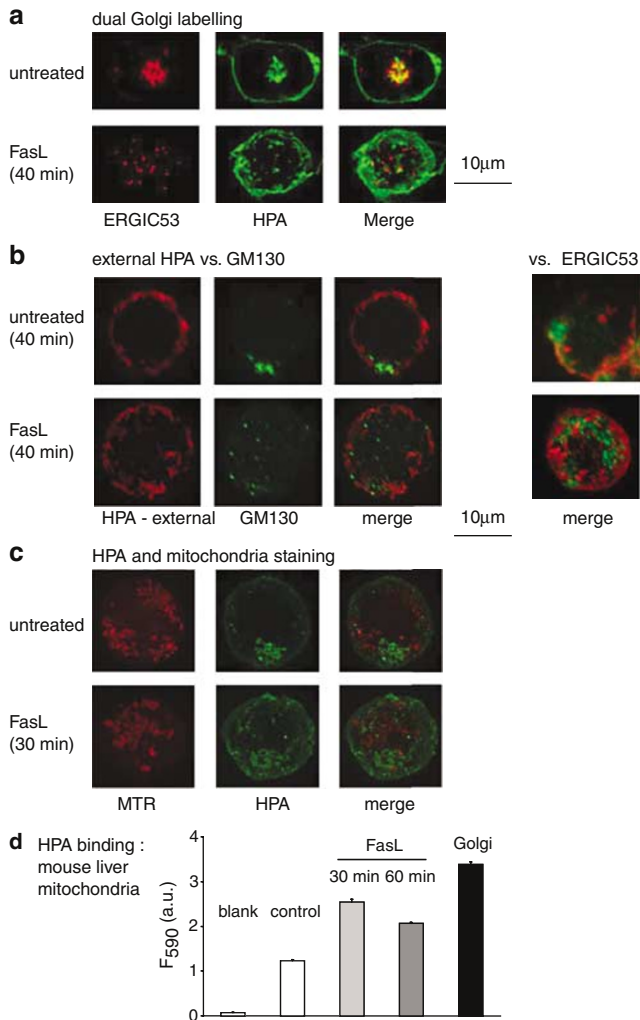 a dual Golgi labelling
untreated
FasL
(40 min)
10μm
ERGIC53 HPA Merge
b external HPA vs. GM130 vs. ERGIC53
untreated
(40 min)
FasL
(40 min)
HPA - external GM130 merge 10μm merge
c HPA and mitochondria staining
untreated
FasL
(30 min)
MTR HPA merge
d HPA binding :
mouse liver
mitochondria
F590 (a.u.)
4
3
2
1
0
blank control
FasL
30 min 60 min
Golgi